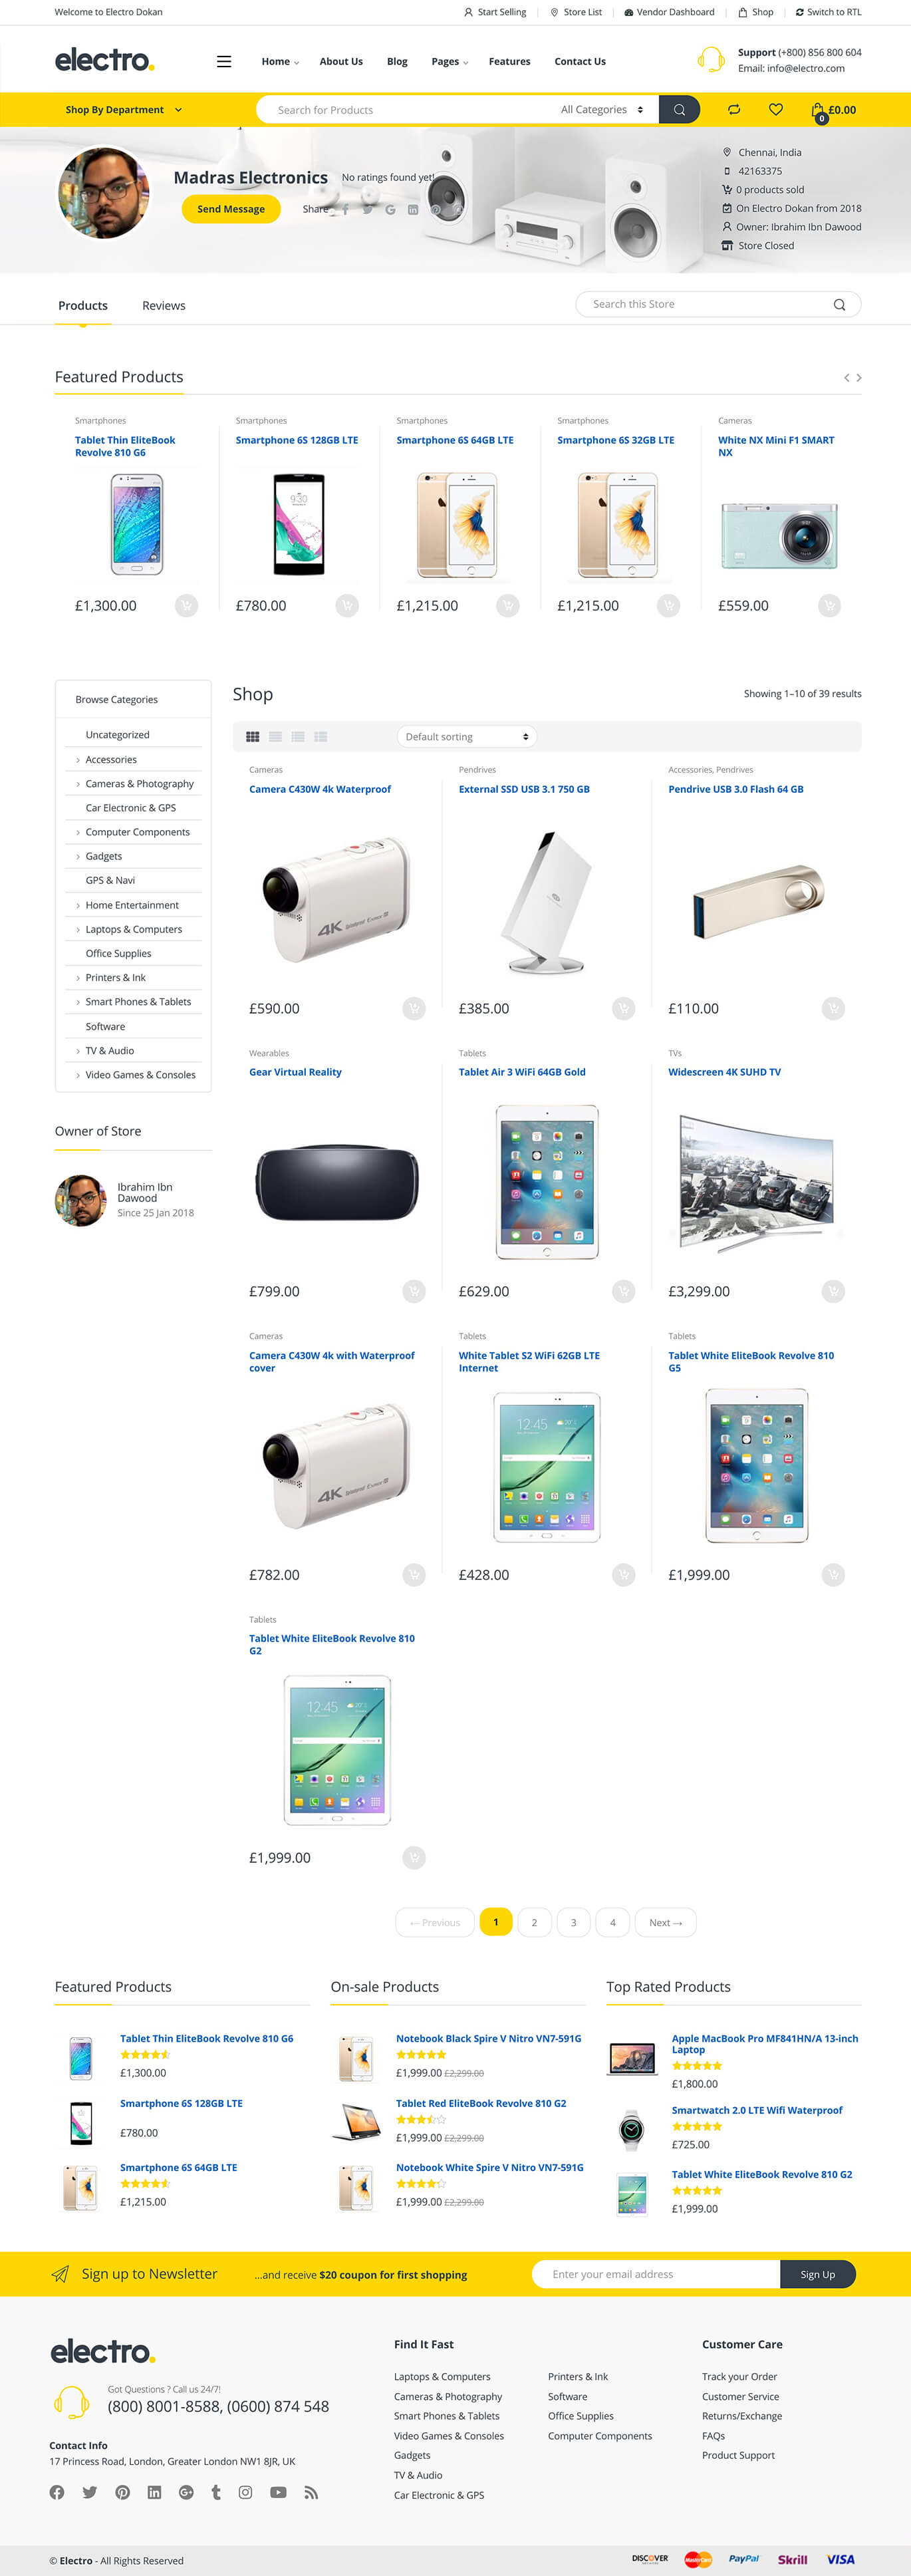 Welcome to Electro Dokan
Start Selling
Store List
Vendor Dashboard
Shop
Switch to RTL
electro.
Home
About Us
Blog
Pages
Features
Contact Us
Support (+800) 856 800 604
Email: info@electro.com
Shop By Department
Search for Products
All Categories
0
£0.00
Madras Electronics
No ratings found yet!
Send Message
Share
Chennai, India
42163375
0 products sold
On Electro Dokan from 2018
Owner: Ibrahim Ibn Dawood
Store Closed
Products
Reviews
Search this Store
Featured Products
Smartphones
Tablet Thin EliteBook
Revolve 810 G6
£1,300.00
Smartphones
Smartphone 6S 128GB LTE
9:30
£780.00
Smartphones
Smartphone 6S 64GB LTE
£1,215.00
Smartphones
Smartphone 6S 32GB LTE
£1,215.00
Cameras
White NX Mini F1 SMART
NX
£559.00
Browse Categories
Uncategorized
Accessories
Cameras & Photography
Car Electronic & GPS
Computer Components
Gadgets
GPS & Navi
Home Entertainment
Laptops & Computers
Office Supplies
Printers & Ink
Smart Phones & Tablets
Software
TV & Audio
Video Games & Consoles
Owner of Store
Ibrahim Ibn
Dawood
Since 25 Jan 2018
Shop
Showing 1–10 of 39 results
Default sorting
Cameras
Camera C430W 4k Waterproof
4K
£590.00
Pendrives
External SSD USB 3.1 750 GB
£385.00
Accessories, Pendrives
Pendrive USB 3.0 Flash 64 GB
£110.00
Wearables
Gear Virtual Reality
£799.00
Tablets
Tablet Air 3 WiFi 64GB Gold
£629.00
TVs
Widescreen 4K SUHD TV
£3,299.00
Cameras
Camera C430W 4k with Waterproof
cover
4K
£782.00
Tablets
White Tablet S2 WiFi 62GB LTE
Internet
12:45
£428.00
Tablets
Tablet White EliteBook Revolve 810
G5
£1,999.00
Tablets
Tablet White EliteBook Revolve 810
G2
12:45
£1,999.00
← Previous
1
2
3
4
Next →
Featured Products
Tablet Thin EliteBook Revolve 810 G6
£1,300.00
Smartphone 6S 128GB LTE
£780.00
Smartphone 6S 64GB LTE
£1,215.00
On-sale Products
Notebook Black Spire V Nitro VN7-591G
£1,999.00 £2,299.00
Tablet Red EliteBook Revolve 810 G2
£1,999.00 £2,299.00
Notebook White Spire V Nitro VN7-591G
£1,999.00 £2,299.00
Top Rated Products
Apple MacBook Pro MF841HN/A 13-inch
Laptop
£1,800.00
Smartwatch 2.0 LTE Wifi Waterproof
£725.00
Tablet White EliteBook Revolve 810 G2
£1,999.00
Sign up to Newsletter
...and receive $20 coupon for first shopping
Enter your email address
Sign Up
electro.
Got Questions ? Call us 24/7!
(800) 8001-8588, (0600) 874 548
Contact Info
17 Princess Road, London, Greater London NW1 8JR, UK
Find It Fast
Laptops & Computers
Cameras & Photography
Smart Phones & Tablets
Video Games & Consoles
Gadgets
TV & Audio
Car Electronic & GPS
Printers & Ink
Software
Office Supplies
Computer Components
Customer Care
Track your Order
Customer Service
Returns/Exchange
FAQs
Product Support
© Electro - All Rights Reserved
DISCOVER
MasterCard
PayPal
Skrill
VISA